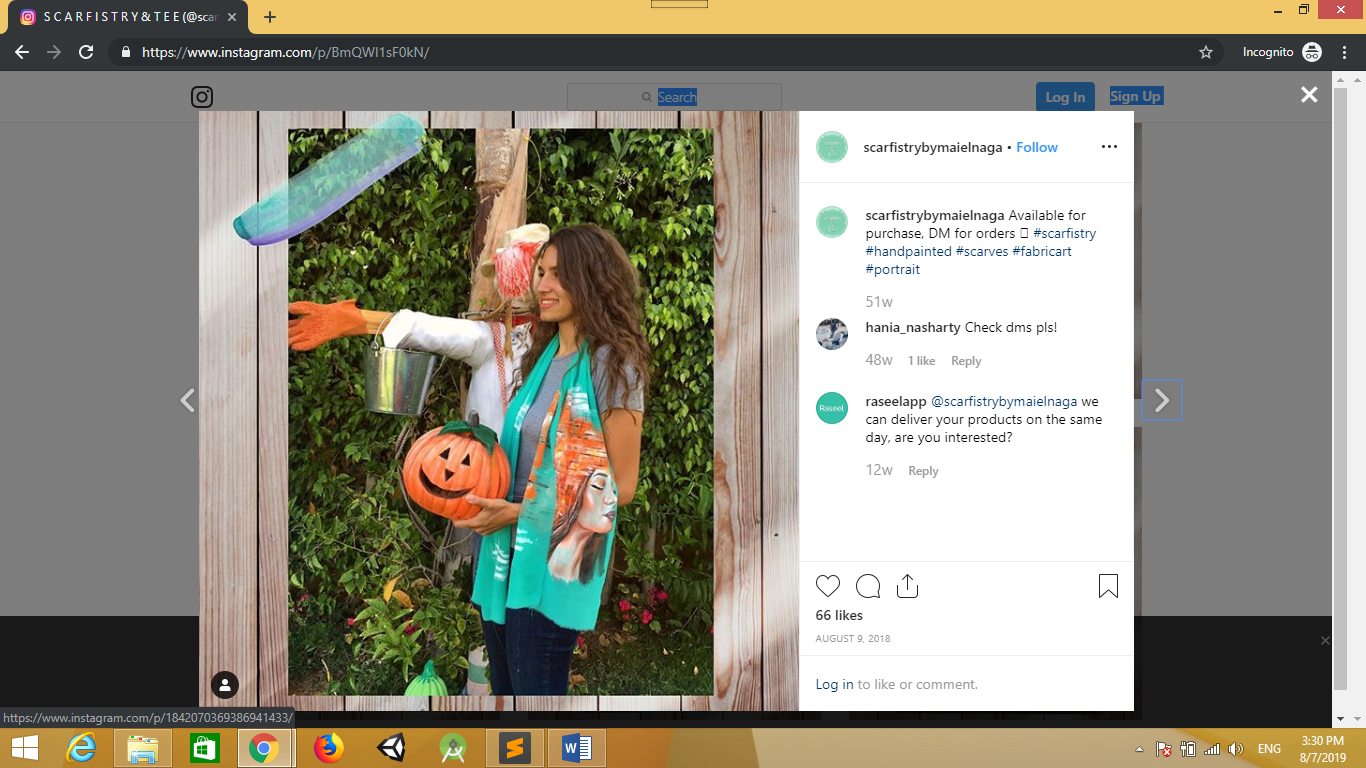 S C A R F I S T R Y & T E E (@scar
https://www.instagram.com/p/BmQWI1sF0kN/
Incognito
Search
Log In
Sign Up
scarfistrybymaielnaga • Follow
scarfistrybymaielnaga Available for
purchase, DM for orders #scarfistry
#handpainted #scarves #fabricart
#portrait
51w
hania_nasharty Check dms pls!
48w 1 like Reply
Raseel
raseelapp @scarfistrybymaielnaga we
can deliver your products on the same
day, are you interested?
12w Reply
66 likes
AUGUST 9, 2018
Log in to like or comment.
https://www.instagram.com/p/1842070369386941433/
ENG
3:30 PM
8/7/2019